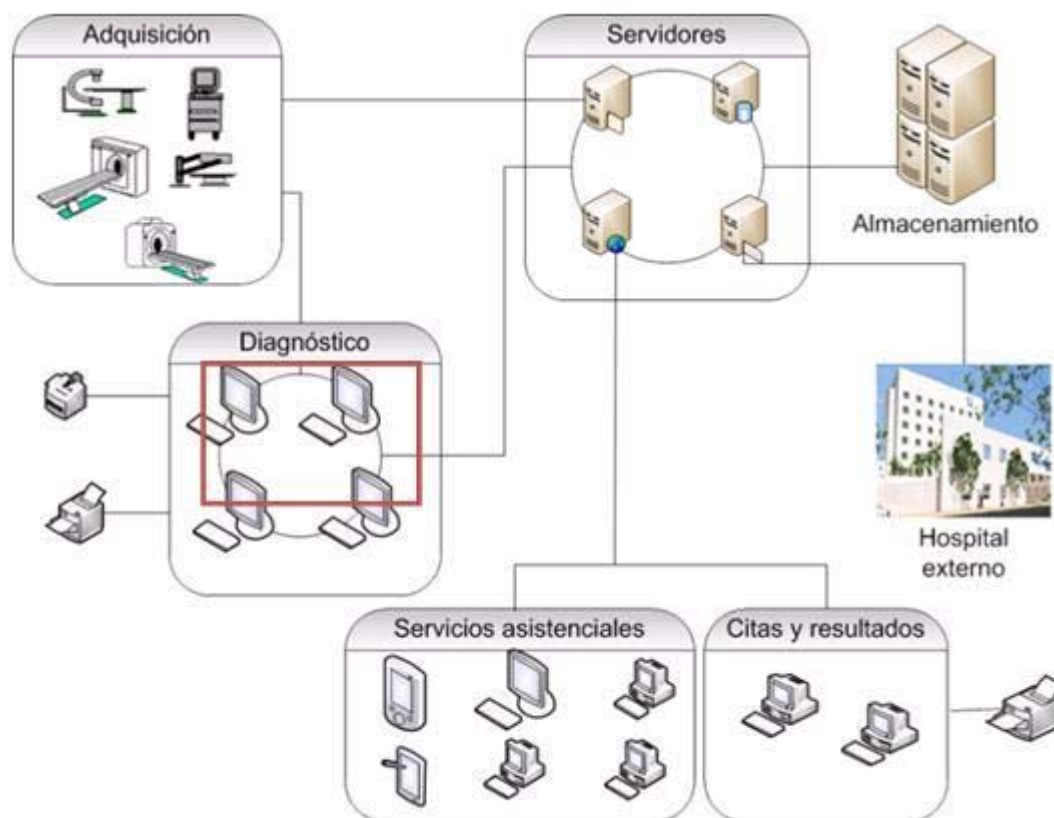 Adquisición
Servidores
Almacenamiento
Diagnóstico
Hospital
externo
Servicios asistenciales
Citas y resultados